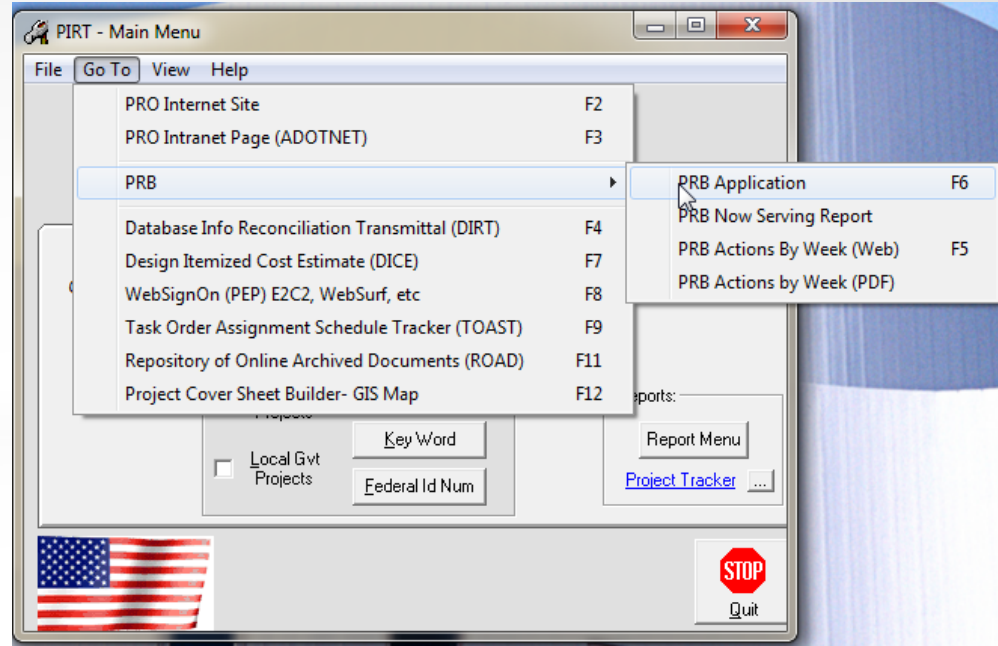 PIRT - Main Menu
File Go To View Help
PRO Internet Site F2
PRO Intranet Page (ADOTNET) F3
PRB
PRB Application F6
PRB Now Serving Report
PRB Actions By Week (Web) F5
PRB Actions by Week (PDF)
Database Info Reconciliation Transmittal (DIRT) F4
Design Itemized Cost Estimate (DICE) F7
WebSignOn (PEP) E2C2, WebSurf, etc F8
Task Order Assignment Schedule Tracker (TOAST) F9
Repository of Online Archived Documents (ROAD) F11
Project Cover Sheet Builder- GIS Map F12
Key Word
Local Gvt
Projects
Federal Id Num
Report Menu
Project Tracker ...
STOP
Quit